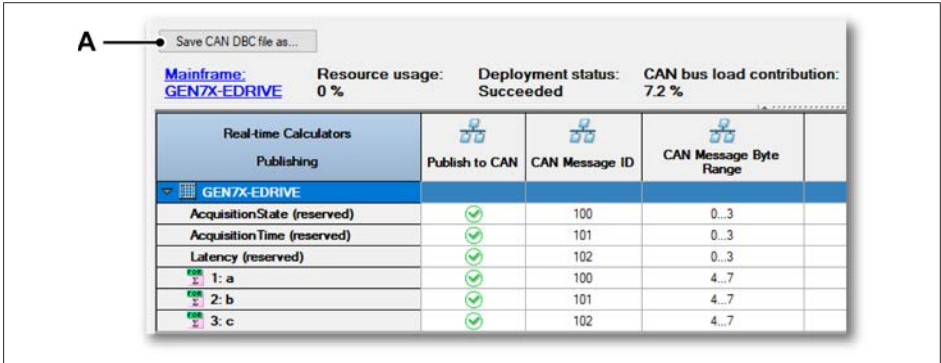 A
Save CAN DBC file as...
Mainframe: Resource usage: Deployment status: CAN bus load contribution:
GEN7X-EDRIVE 0 % Succeeded 7.2 %
Real-time Calculators
Publishing
Publish to CAN
CAN Message ID
CAN Message Byte
Range
GEN7X-EDRIVE
AcquisitionState (reserved) 100 0...3
AcquisitionTime (reserved) 101 0...3
Latency (reserved) 102 0...3
1: a 100 4...7
2: b 101 4...7
3: c 102 4...7